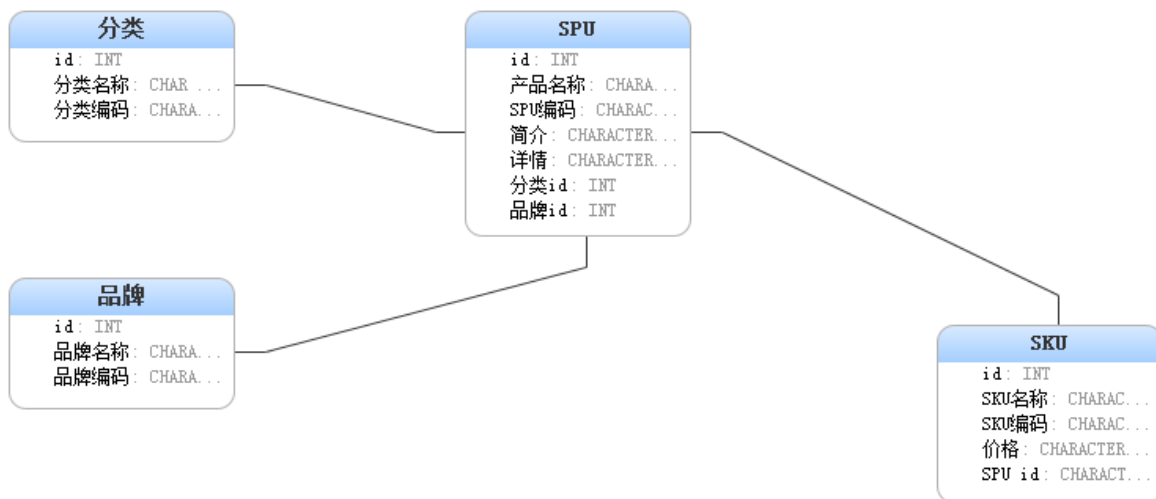 分类
id: INT
分类名称: CHAR ...
分类编码: CHARA...
SPU
id: INT
产品名称: CHARA...
SPU编码: CHARAC...
简介: CHARACTER...
详情: CHARACTER...
分类id: INT
品牌id: INT
品牌
id: INT
品牌名称: CHARA...
品牌编码: CHARA...
SKU
id: INT
SKU名称: CHARAC...
SKU编码: CHARAC...
价格: CHARACTER...
SPU id: CHARACT...